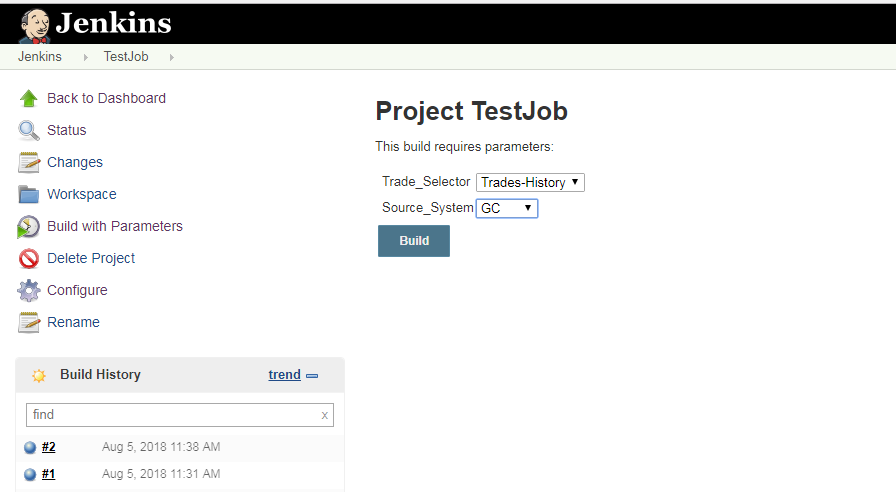 Jenkins
Jenkins TestJob
Back to Dashboard
Status
Changes
Workspace
Build with Parameters
Delete Project
Configure
Rename
Build History trend
find x
#2 Aug 5, 2018 11:38 AM
#1 Aug 5, 2018 11:31 AM
Project TestJob
This build requires parameters:
Trade_Selector Trades-History
Source_System GC
Build